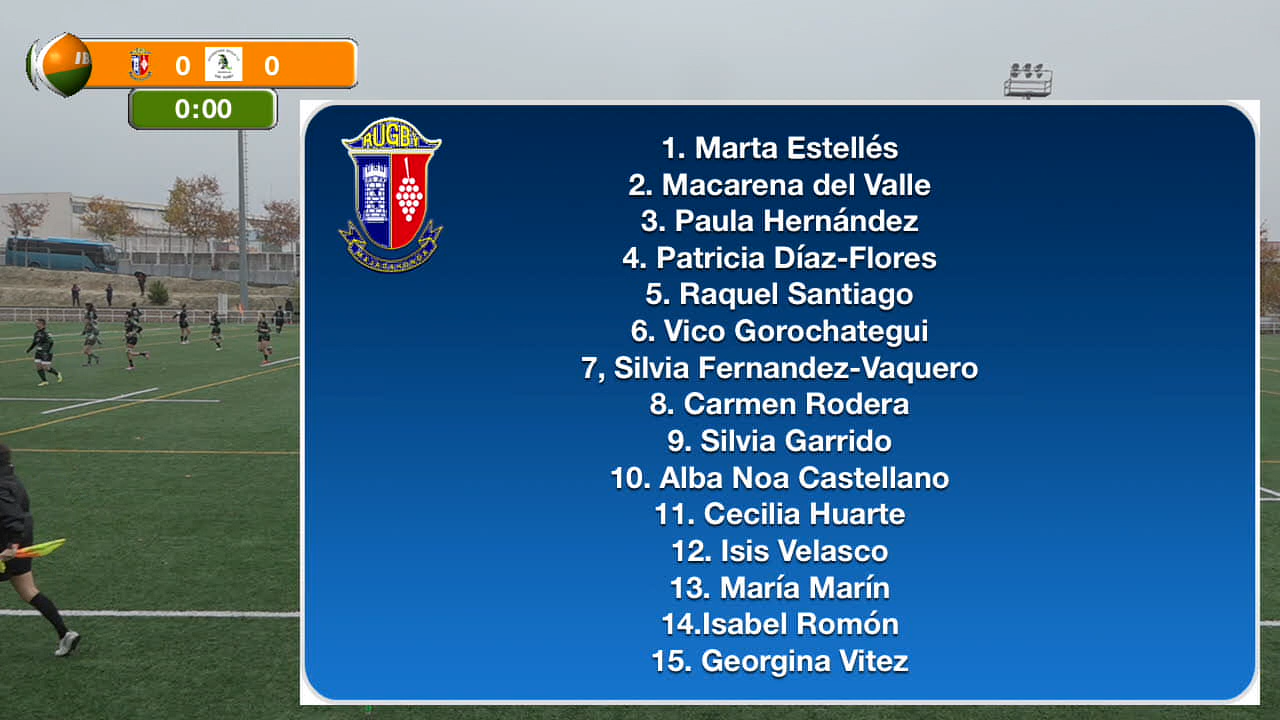 IB
0
0
0:00
RUGBY
MAJADAHONDA
1. Marta Estellés
2. Macarena del Valle
3. Paula Hernández
4. Patricia Díaz-Flores
5. Raquel Santiago
6. Vico Gorochategui
7, Silvia Fernandez-Vaquero
8. Carmen Rodera
9. Silvia Garrido
10. Alba Noa Castellano
11. Cecilia Huarte
12. Isis Velasco
13. María Marín
14.Isabel Romón
15. Georgina Vitez